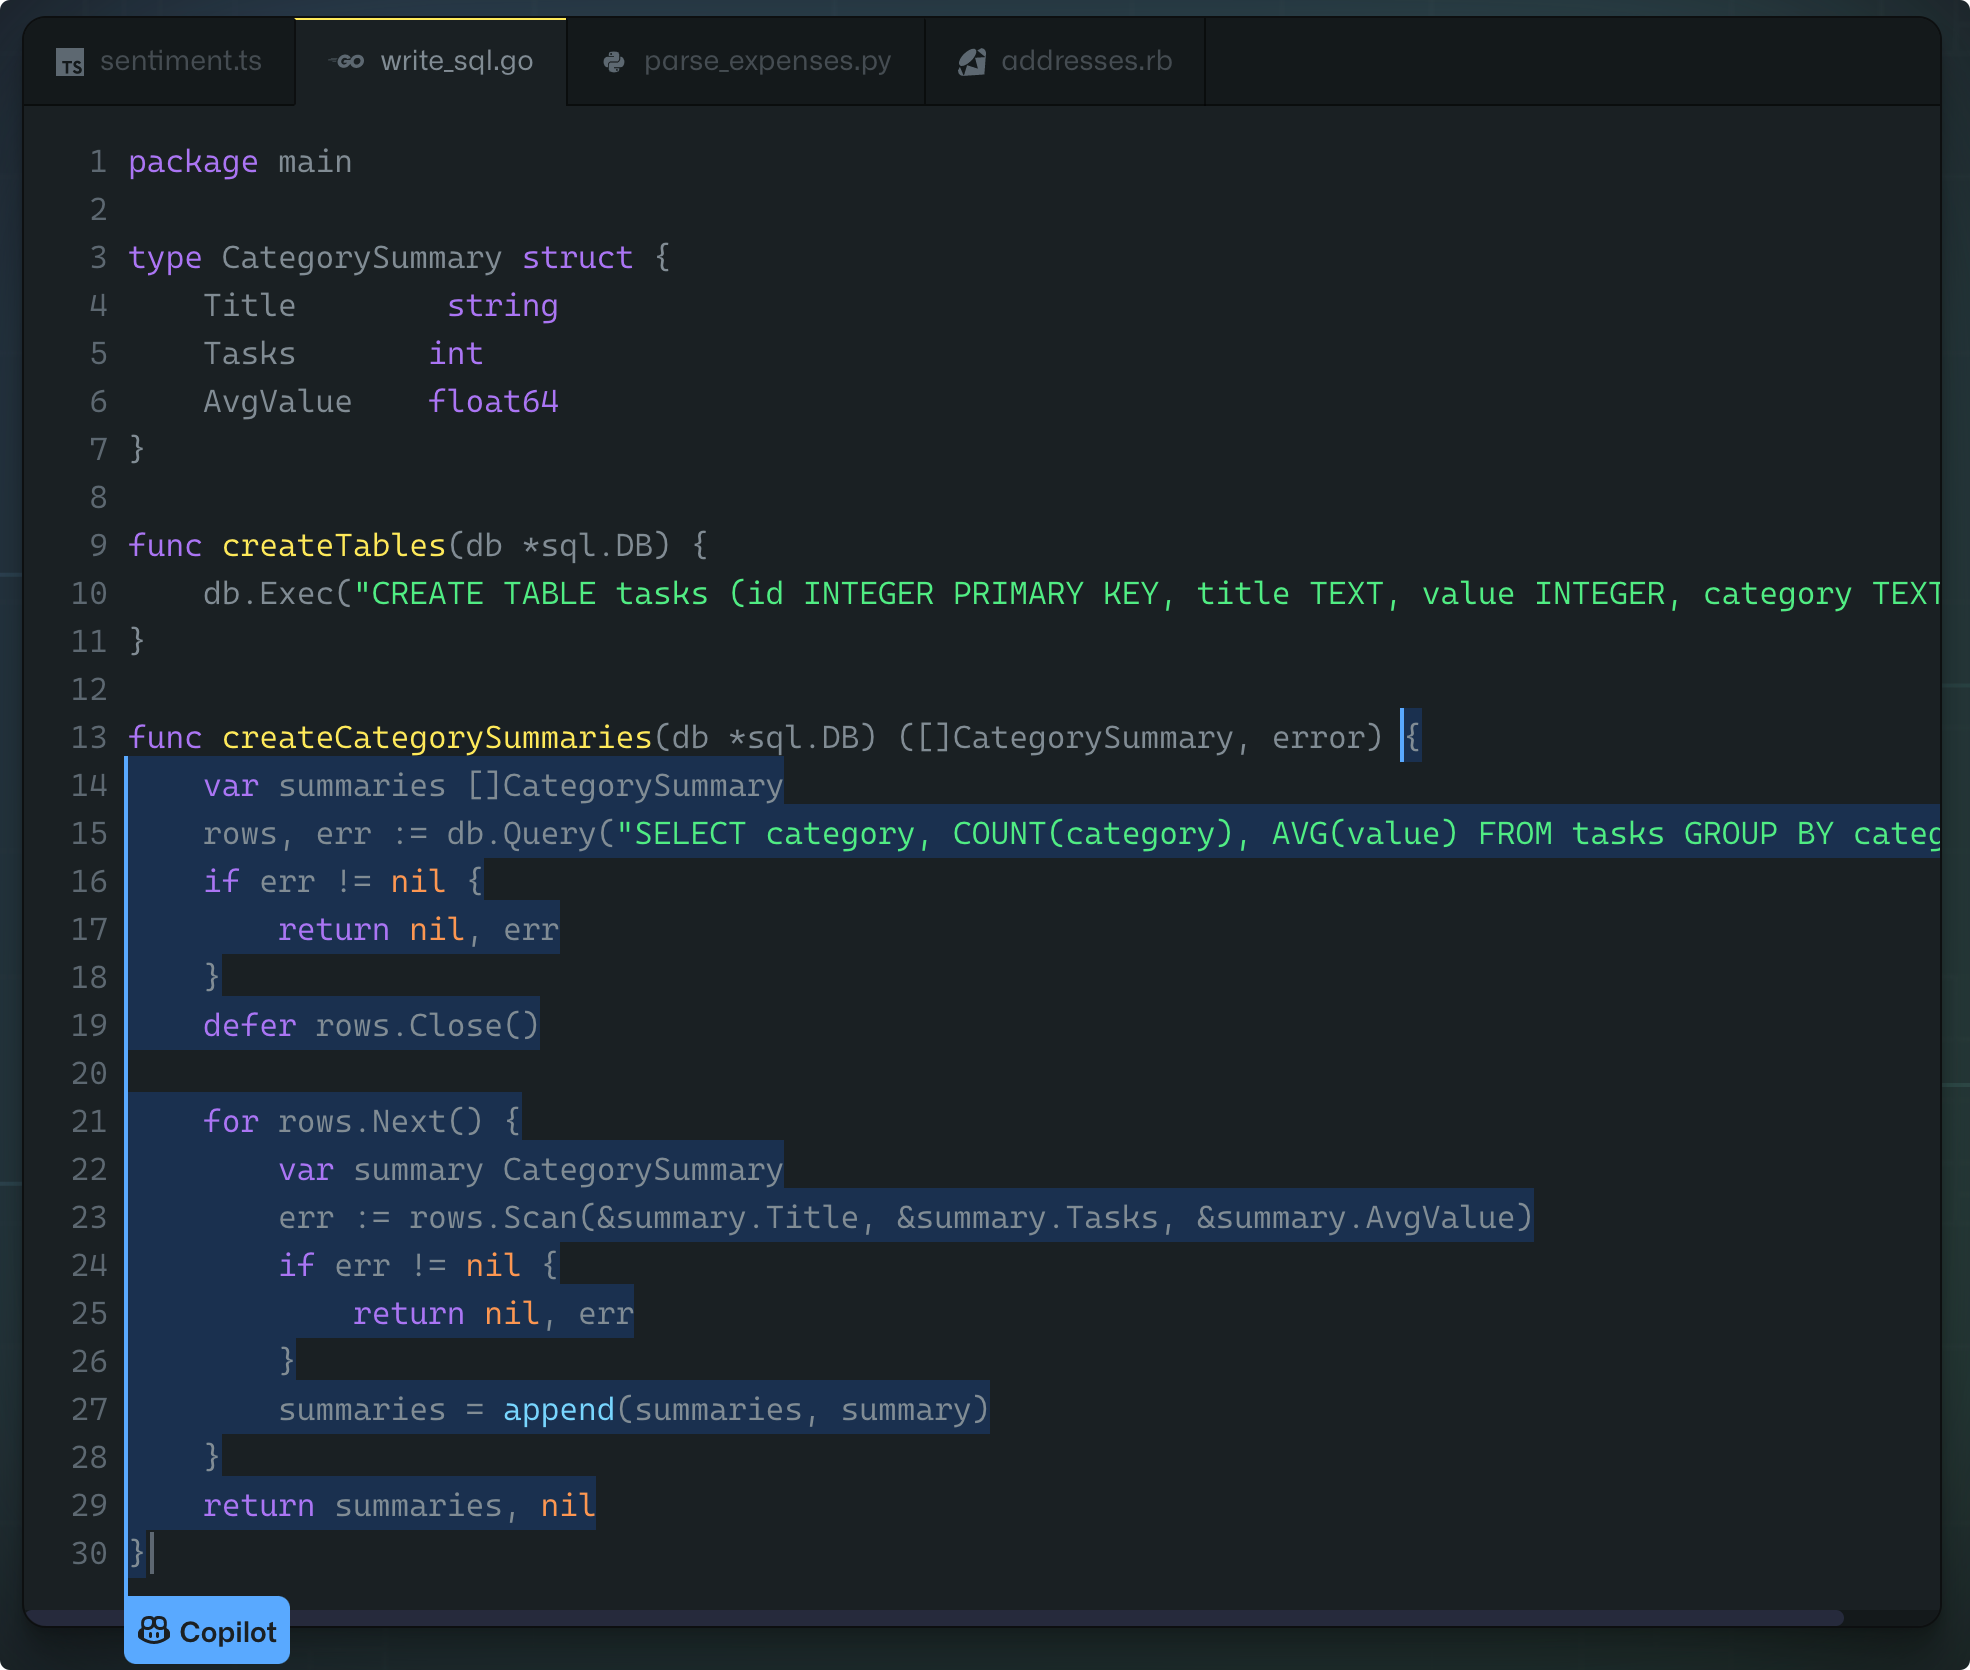 TS sentiment.ts GO write_sql.go parse_expenses.py addresses.rb
1 package main
2
3 type CategorySummary struct {
4     Title        string
5     Tasks       int
6     AvgValue    float64
7 }
8
9 func createTables(db *sql.DB) {
10     db.Exec("CREATE TABLE tasks (id INTEGER PRIMARY KEY, title TEXT, value INTEGER, category TEXT
11 }
12
13 func createCategorySummaries(db *sql.DB) ([]CategorySummary, error) {
14     var summaries []CategorySummary
15     rows, err := db.Query("SELECT category, COUNT(category), AVG(value) FROM tasks GROUP BY categ
16     if err != nil {
17         return nil, err
18     }
19     defer rows.Close()
20
21     for rows.Next() {
22         var summary CategorySummary
23         err := rows.Scan(&summary.Title, &summary.Tasks, &summary.AvgValue)
24         if err != nil {
25             return nil, err
26         }
27         summaries = append(summaries, summary)
28     }
29     return summaries, nil
30 }
Copilot